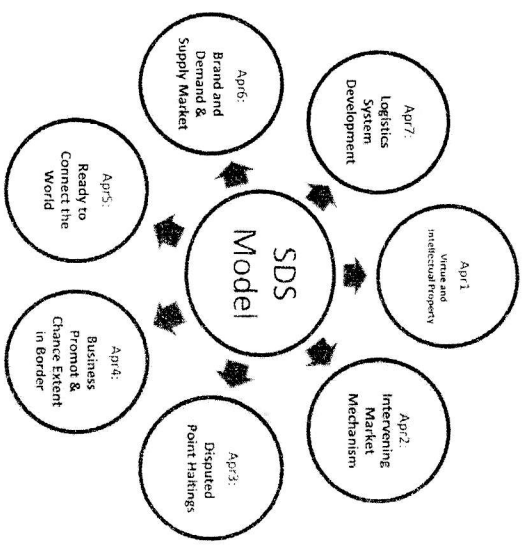 SDS
Model
Apr1
Virtue and
Intellectual Property
Apr2:
Intervening
Market
Mechanism
Apr3:
Disputed
Point Haltings
Apr4:
Business
Promot &
Chance Extent
in Border
Apr5:
Ready to
Connect the
World
Apr6:
Brand and
Demand &
Supply Market
Apr7:
Logistics
System
Development